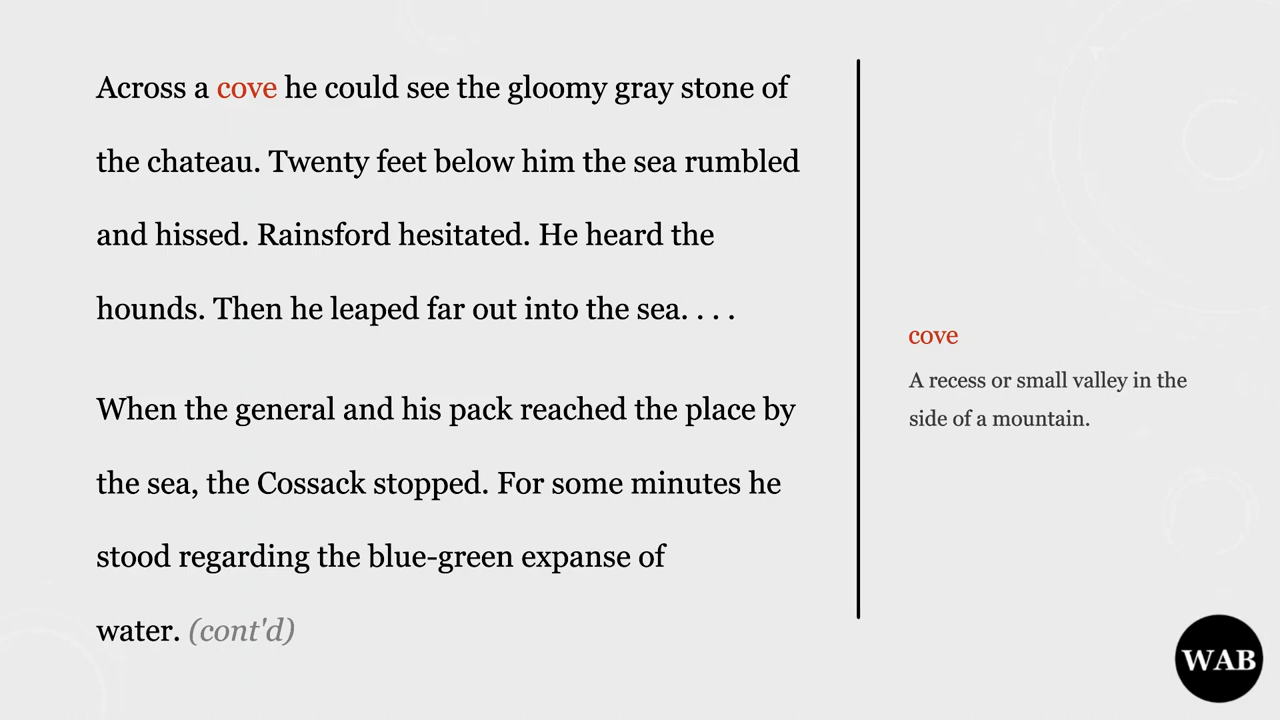 Across a cove he could see the gloomy gray stone of
the chateau. Twenty feet below him the sea rumbled
and hissed. Rainsford hesitated. He heard the
hounds. Then he leaped far out into the sea. . . .
When the general and his pack reached the place by
the sea, the Cossack stopped. For some minutes he
stood regarding the blue-green expanse of
water. (cont'd)
cove
A recess or small valley in the
side of a mountain.
WAB